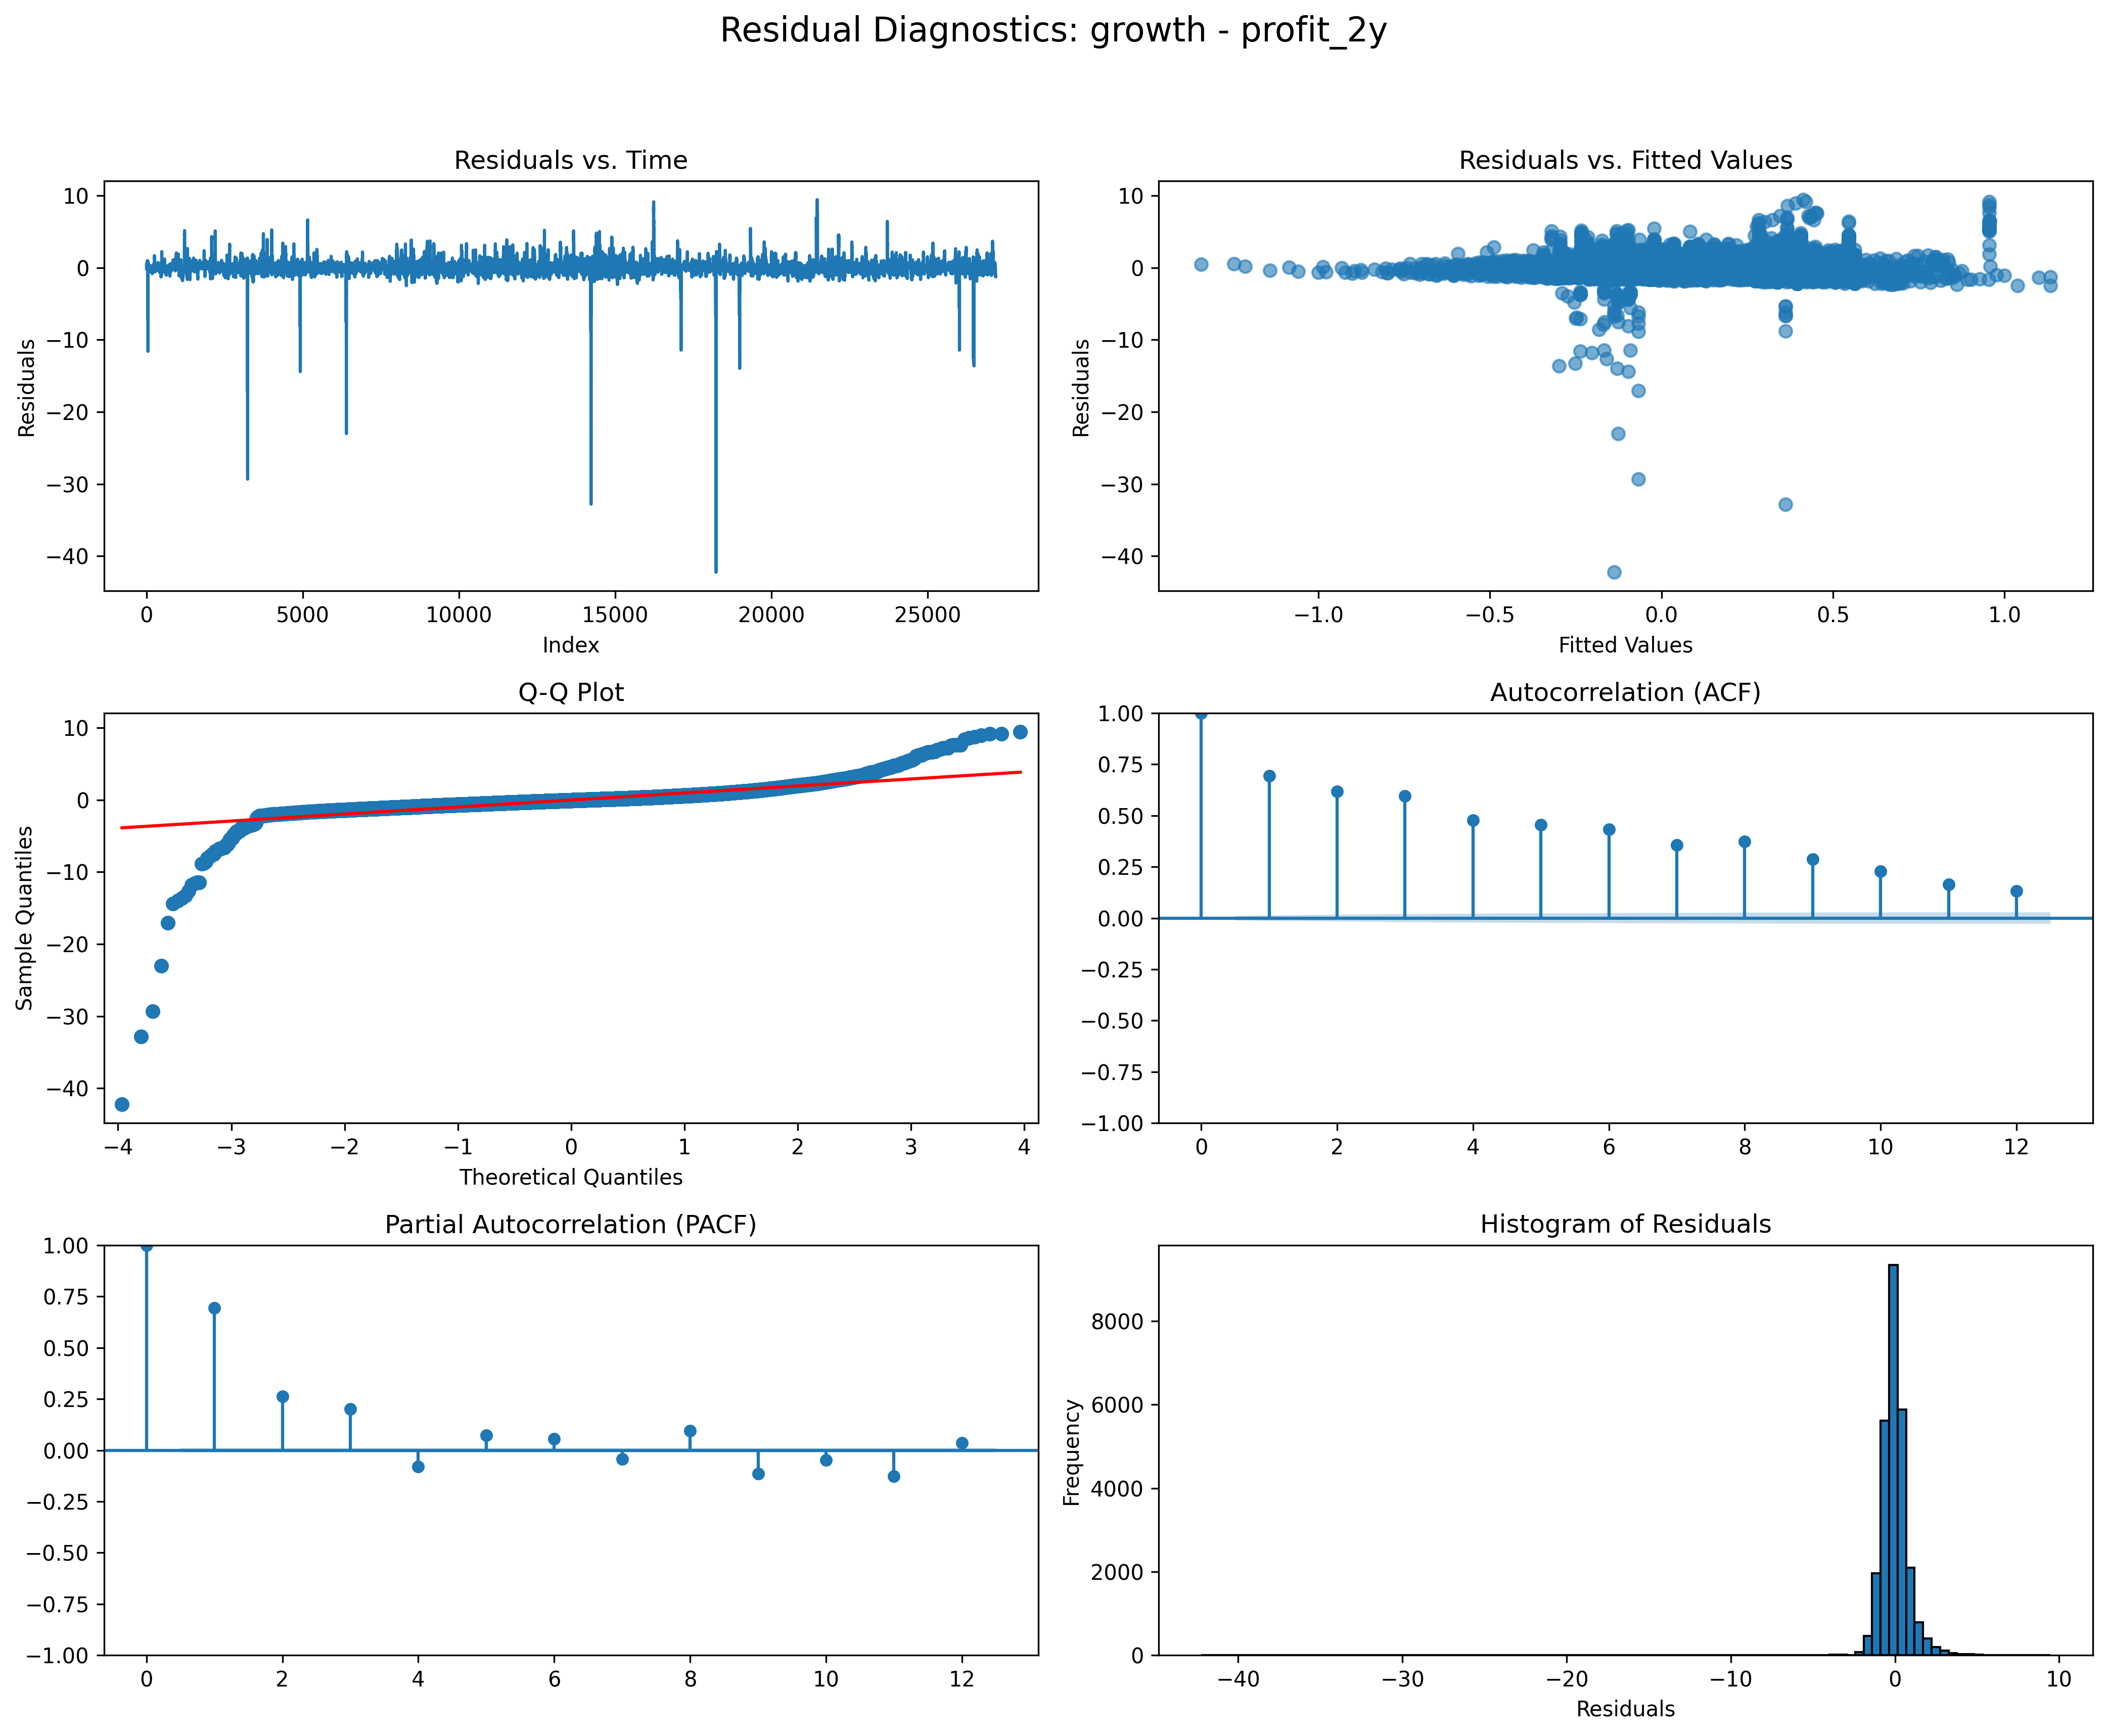 Residual Diagnostics: growth - profit_2y
Residuals vs. Time
10
0
−10
−20
−30
−40
Residuals
0 5000 10000 15000 20000 25000
Index
Residuals vs. Fitted Values
10
0
−10
−20
−30
−40
Residuals
−1.0 −0.5 0.0 0.5 1.0
Fitted Values
Q-Q Plot
10
0
−10
−20
−30
−40
Sample Quantiles
−4 −3 −2 −1 0 1 2 3 4
Theoretical Quantiles
Autocorrelation (ACF)
1.00
0.75
0.50
0.25
0.00
−0.25
−0.50
−0.75
−1.00
0 2 4 6 8 10 12
Partial Autocorrelation (PACF)
1.00
0.75
0.50
0.25
0.00
−0.25
−0.50
−0.75
−1.00
0 2 4 6 8 10 12
Histogram of Residuals
8000
6000
4000
2000
0
Frequency
−40 −30 −20 −10 0 10
Residuals